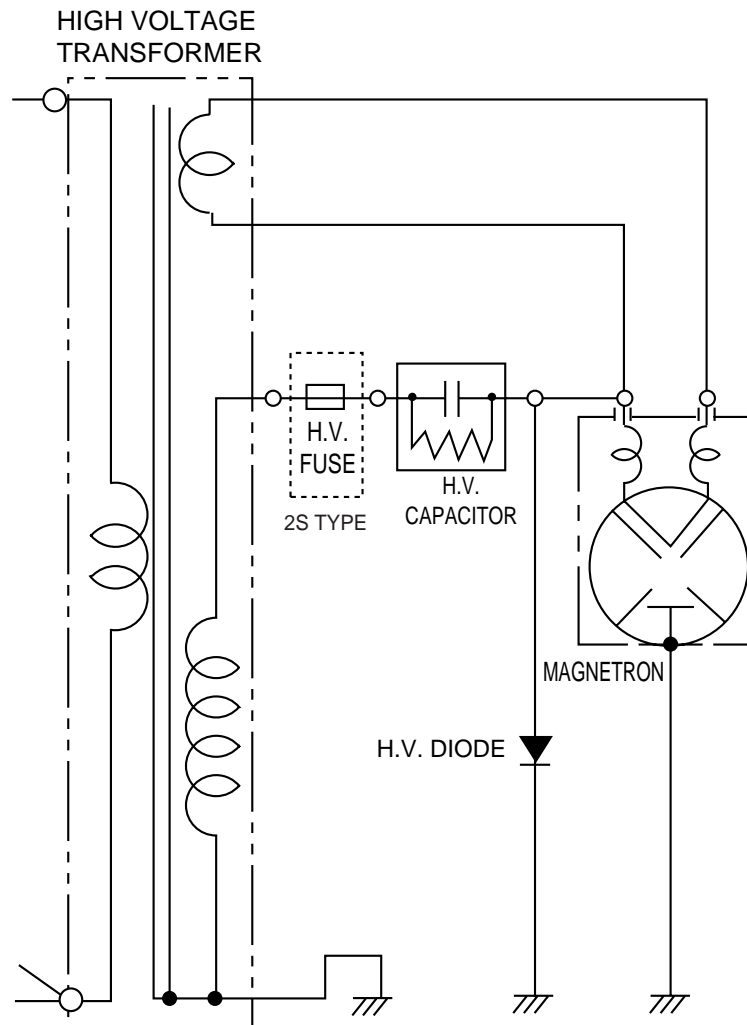 HIGH VOLTAGE
TRANSFORMER
H.V.
FUSE
2S TYPE
H.V.
CAPACITOR
MAGNETRON
H.V. DIODE